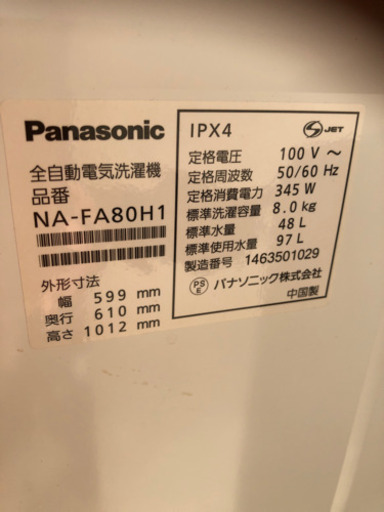 Panasonic
全自動電気洗濯機
品番
NA-FA80H1
外形寸法
幅 599 mm
奥行 610 mm
高さ 1012 mm
IPX4
S JET
定格電圧 100 V ～
定格周波数 50/60 Hz
定格消費電力 345 W
標準洗濯容量 8.0 kg
標準水量 48 L
標準使用水量 97 L
製造番号 1463501029
PS E パナソニック株式会社
中国製